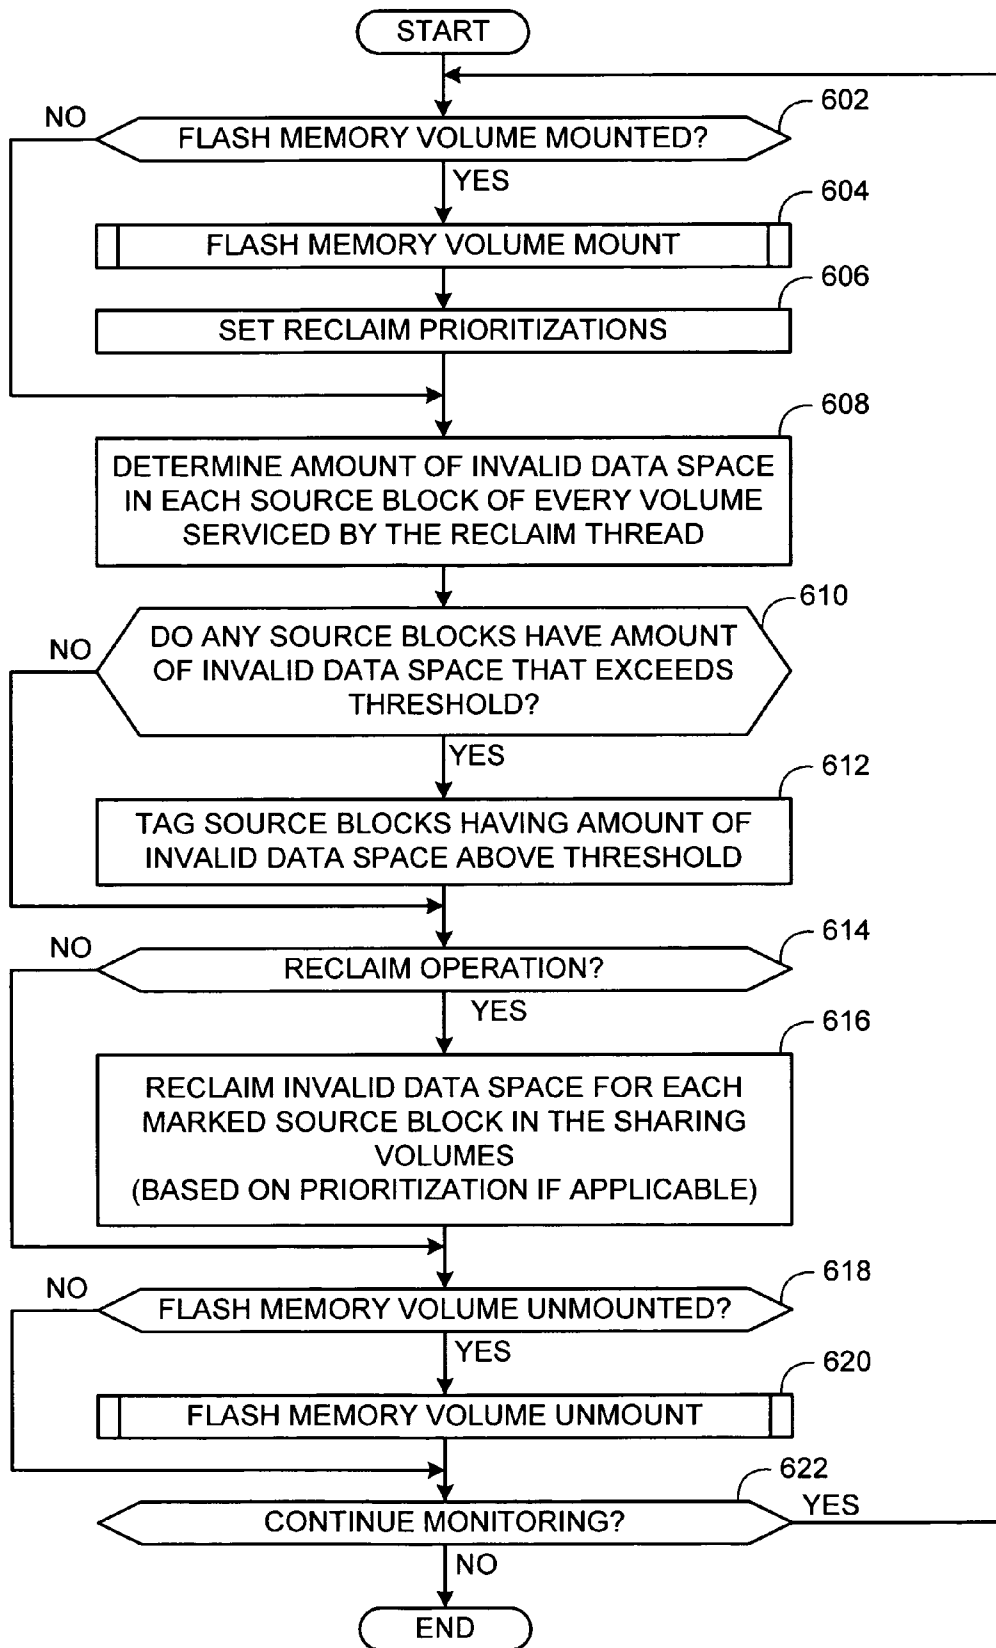 START
602
NO
FLASH MEMORY VOLUME MOUNTED?
YES
604
FLASH MEMORY VOLUME MOUNT
606
SET RECLAIM PRIORITIZATIONS
608
DETERMINE AMOUNT OF INVALID DATA SPACE
IN EACH SOURCE BLOCK OF EVERY VOLUME
SERVICED BY THE RECLAIM THREAD
610
NO
DO ANY SOURCE BLOCKS HAVE AMOUNT
OF INVALID DATA SPACE THAT EXCEEDS
THRESHOLD?
YES
612
TAG SOURCE BLOCKS HAVING AMOUNT OF
INVALID DATA SPACE ABOVE THRESHOLD
614
NO
RECLAIM OPERATION?
YES
616
RECLAIM INVALID DATA SPACE FOR EACH
MARKED SOURCE BLOCK IN THE SHARING
VOLUMES
(BASED ON PRIORITIZATION IF APPLICABLE)
618
NO
FLASH MEMORY VOLUME UNMOUNTED?
YES
620
FLASH MEMORY VOLUME UNMOUNT
622
CONTINUE MONITORING?
YES
NO
END